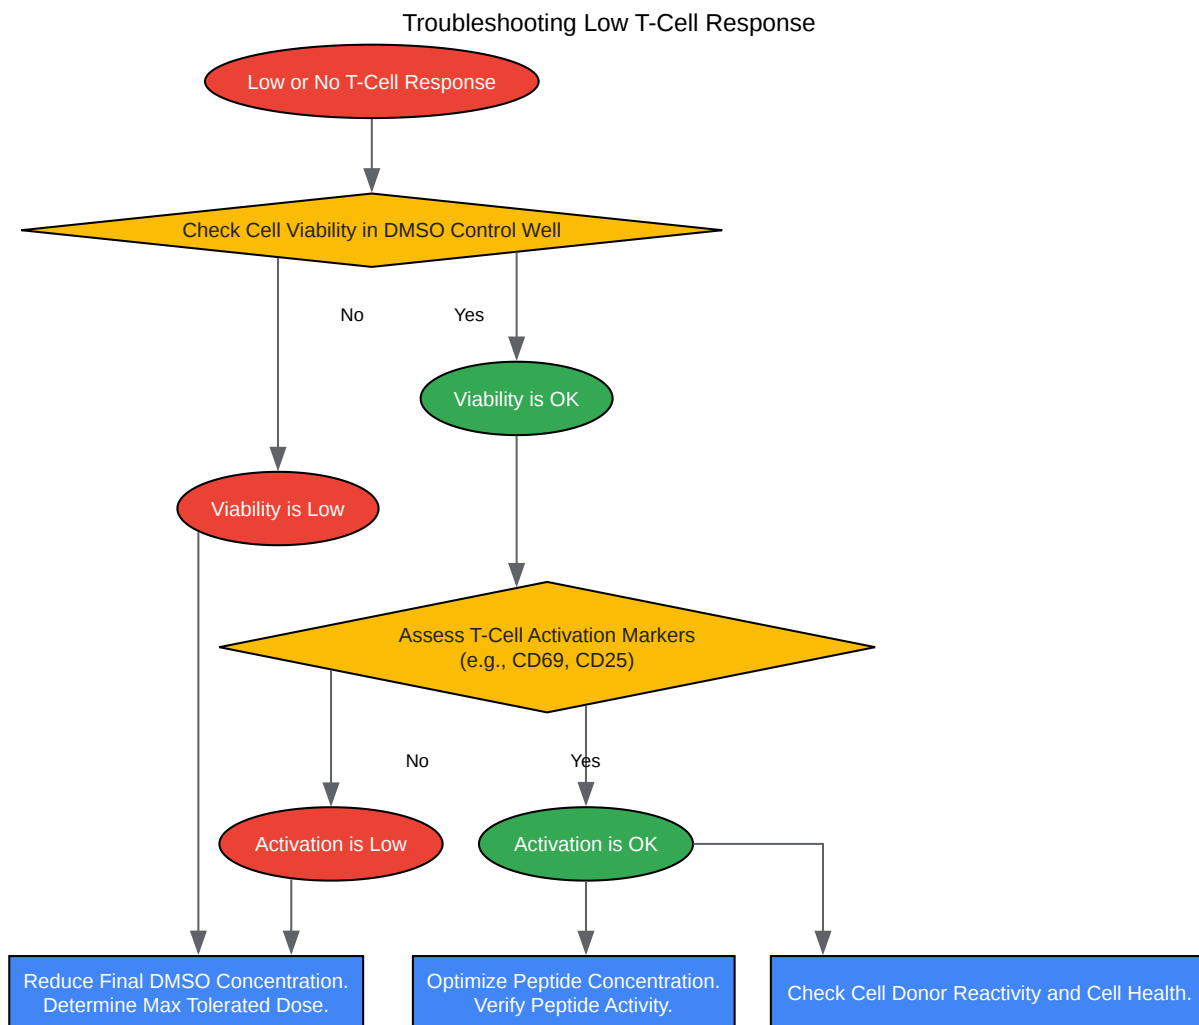 Troubleshooting Low T-Cell Response
Low or No T-Cell Response
Check Cell Viability in DMSO Control Well
No
Yes
Viability is OK
Viability is Low
Assess T-Cell Activation Markers
(e.g., CD69, CD25)
No
Yes
Activation is Low
Activation is OK
Reduce Final DMSO Concentration.
Determine Max Tolerated Dose.
Optimize Peptide Concentration.
Verify Peptide Activity.
Check Cell Donor Reactivity and Cell Health.